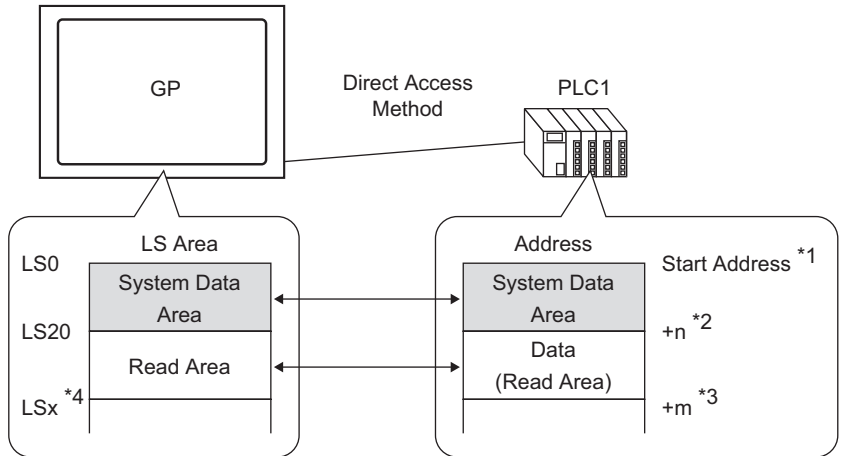 GP
Direct Access
Method
PLC1
LS Area
LS0
System Data
Area
LS20
Read Area
LSx *4
Address
Start Address *1
System Data
Area
+n *2
Data
(Read Area)
+m *3